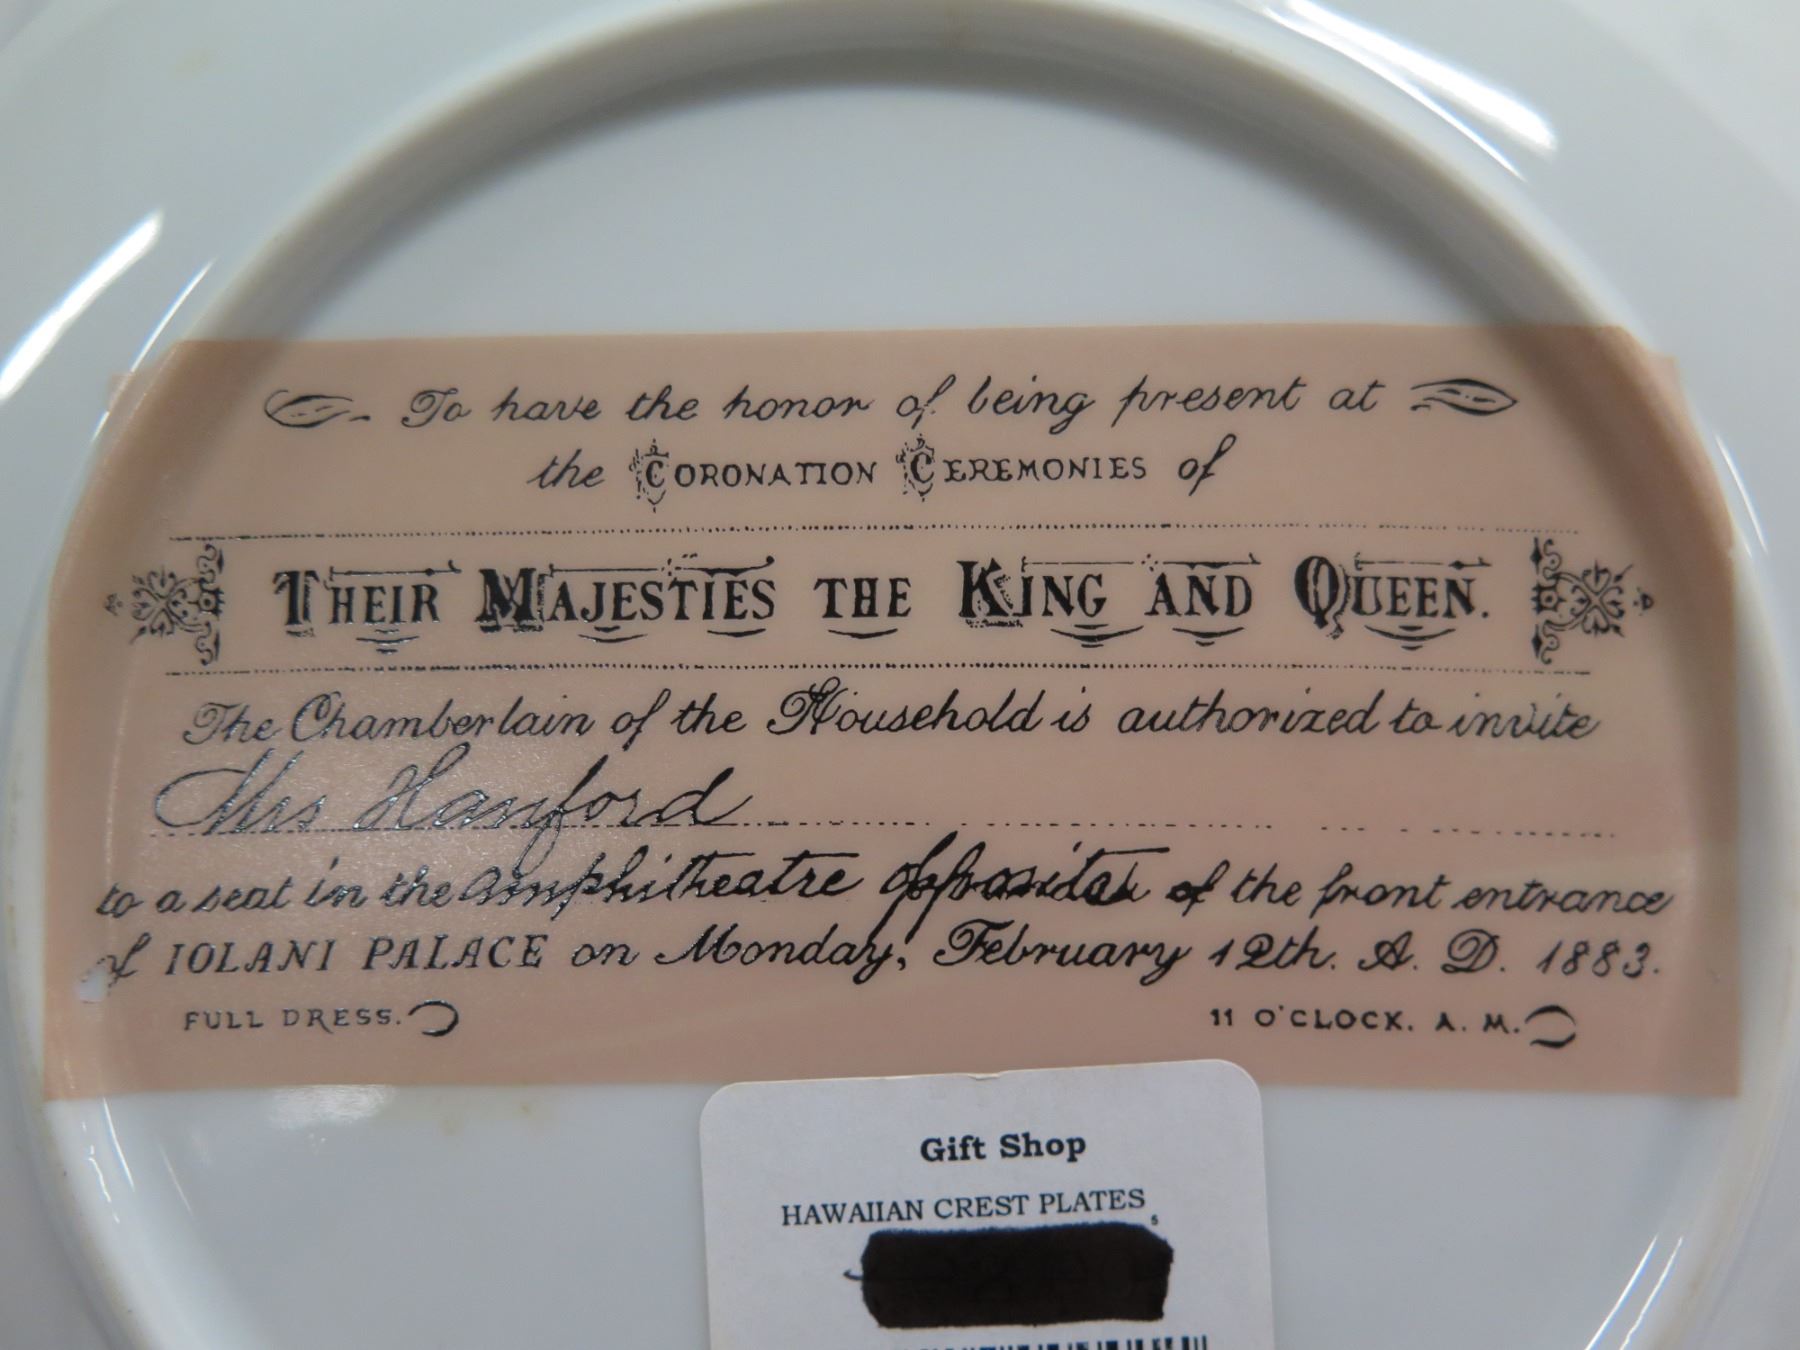 To have the honor of being present at
the CORONATION CEREMONIES of
THEIR MAJESTIES THE KING AND QUEEN.
The Chamberlain of the Household is authorized to invite
Mrs Hanford
to a seat in the amphitheatre opposite of the front entrance
of IOLANI PALACE on Monday, February 12th. A. D. 1883.
FULL DRESS. 11 O'CLOCK. A. M.
Gift Shop
HAWAIIAN CREST PLATES
5